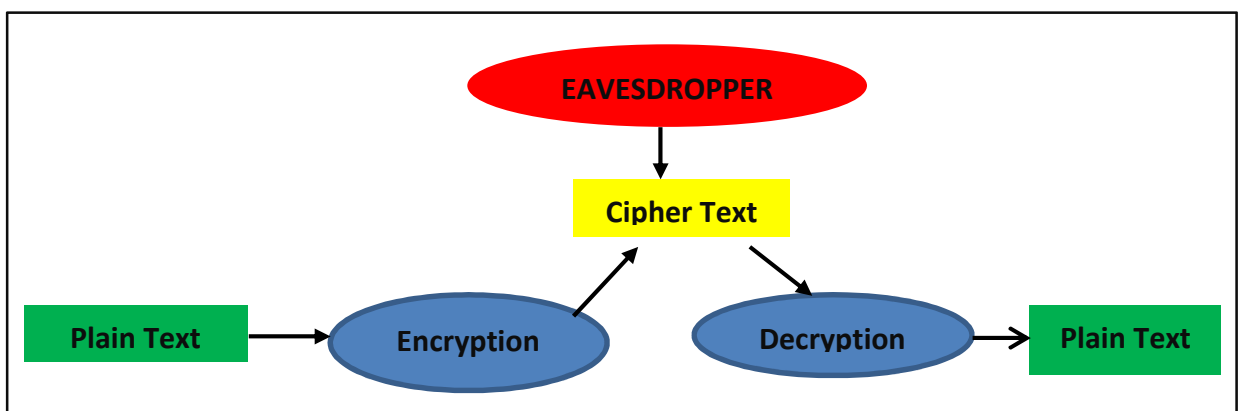 EAVESDROPPER
Cipher Text
Plain Text
Encryption
Decryption
Plain Text